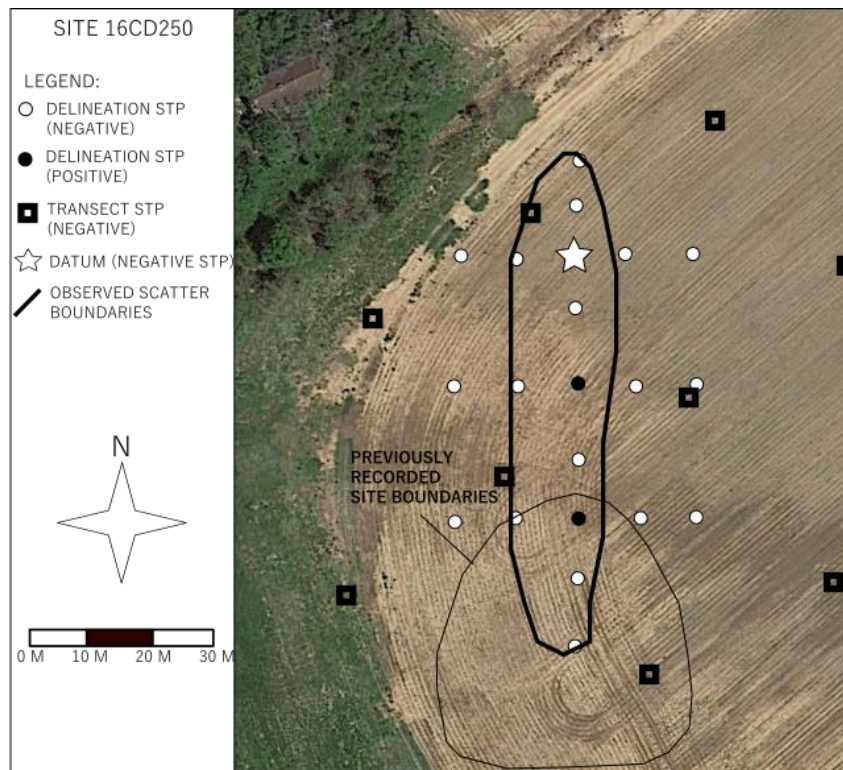 SITE 16CD250
LEGEND:
DELINEATION STP
(NEGATIVE)
DELINEATION STP
(POSITIVE)
TRANSECT STP
(NEGATIVE)
DATUM (NEGATIVE STP)
OBSERVED SCATTER
BOUNDARIES
N
0 M 10 M 20 M 30 M
PREVIOUSLY
RECORDED
SITE BOUNDARIES